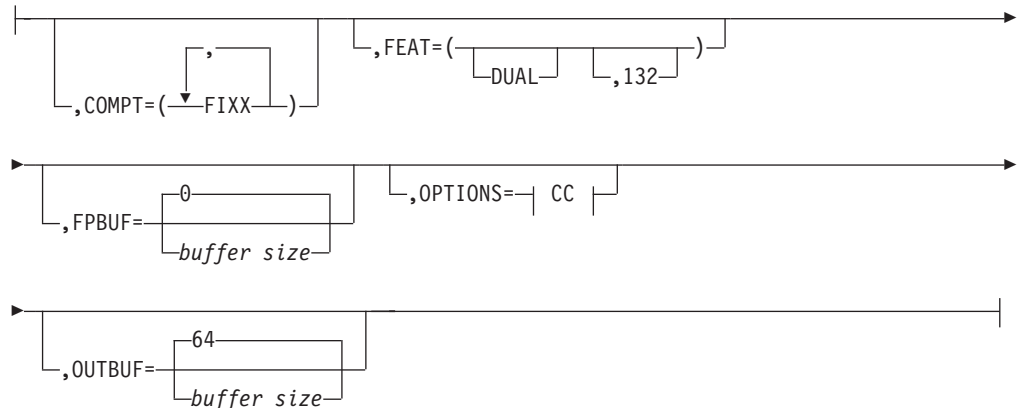 ,COMPT=( , FIXX )
,FEAT=( DUAL ,132 )
,FPBUF= 0
buffer size
,OPTIONS= CC
,OUTBUF= 64
buffer size